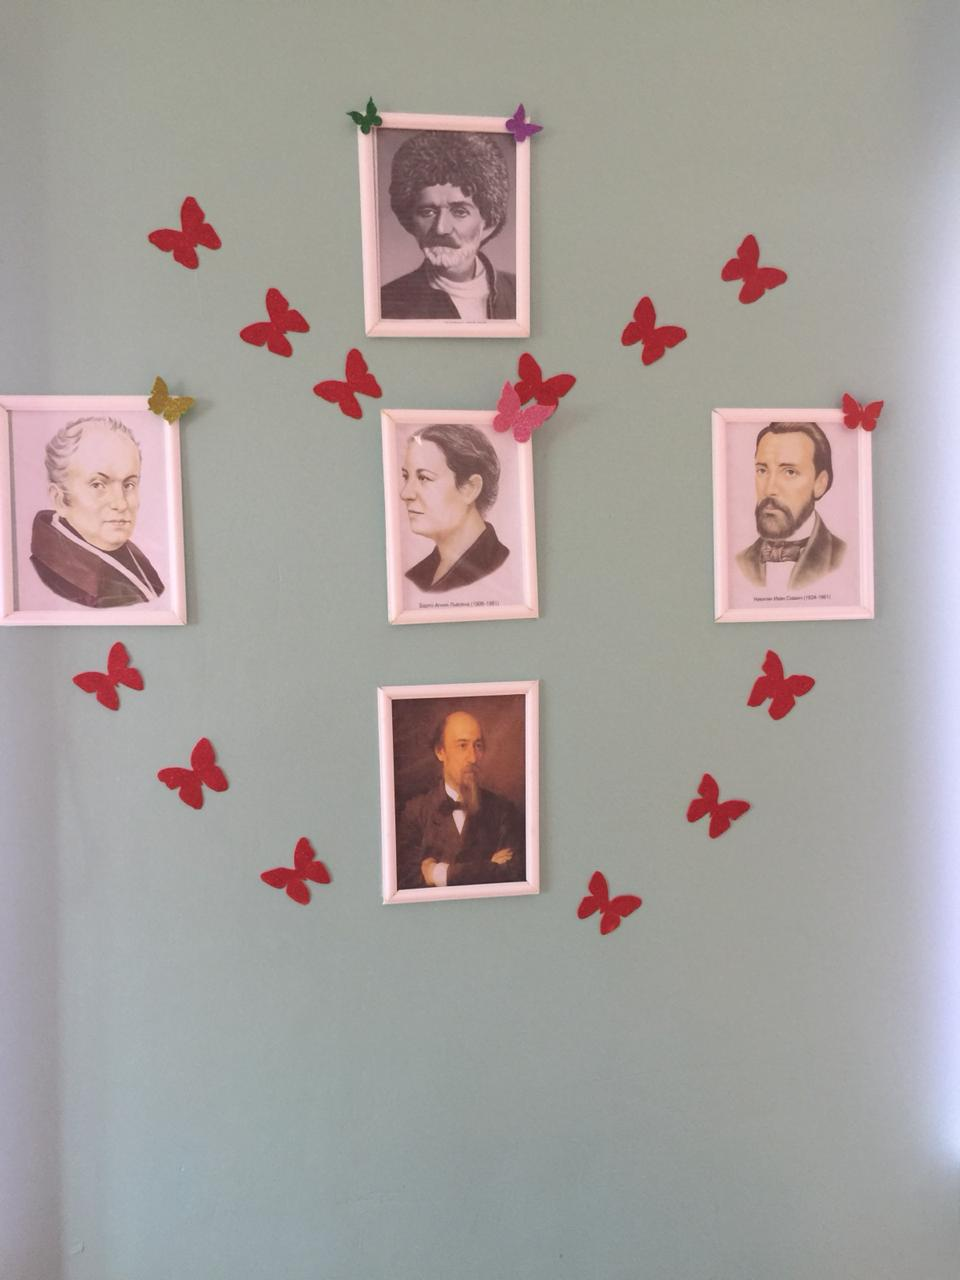 Барто Агния Львовна (1906-1981)
Никитин Иван Саввич (1824-1861)